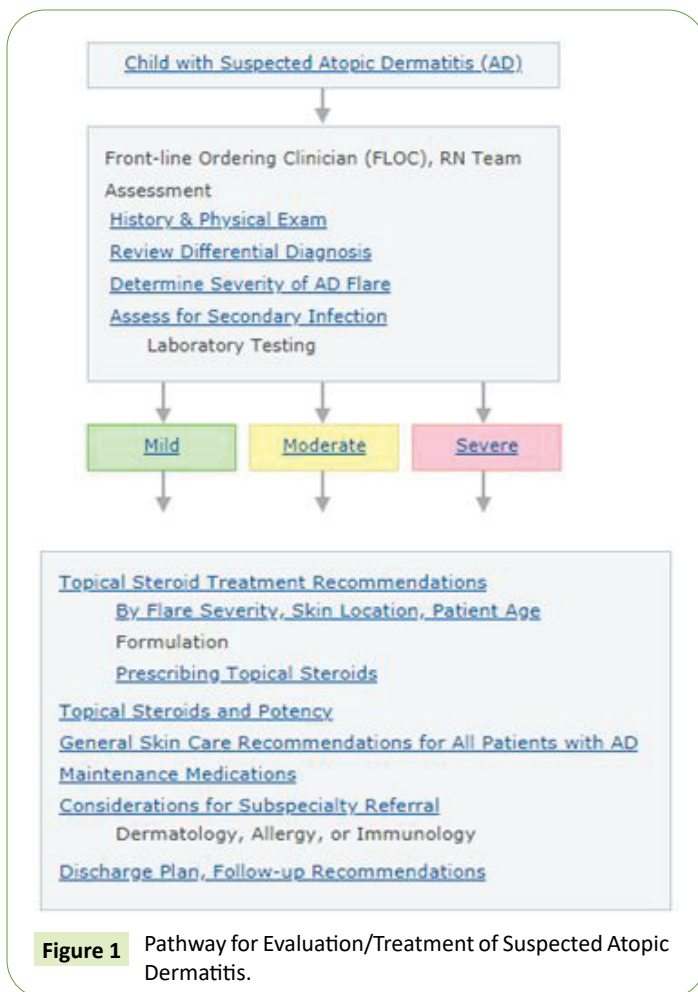 Child with Suspected Atopic Dermatitis (AD)
Front-line Ordering Clinician (FLOC), RN Team
Assessment
History & Physical Exam
Review Differential Diagnosis
Determine Severity of AD Flare
Assess for Secondary Infection
Laboratory Testing
Mild
Moderate
Severe
Topical Steroid Treatment Recommendations
By Flare Severity, Skin Location, Patient Age
Formulation
Prescribing Topical Steroids
Topical Steroids and Potency
General Skin Care Recommendations for All Patients with AD
Maintenance Medications
Considerations for Subspecialty Referral
Dermatology, Allergy, or Immunology
Discharge Plan, Follow-up Recommendations
Figure 1 Pathway for Evaluation/Treatment of Suspected Atopic
Dermatitis.